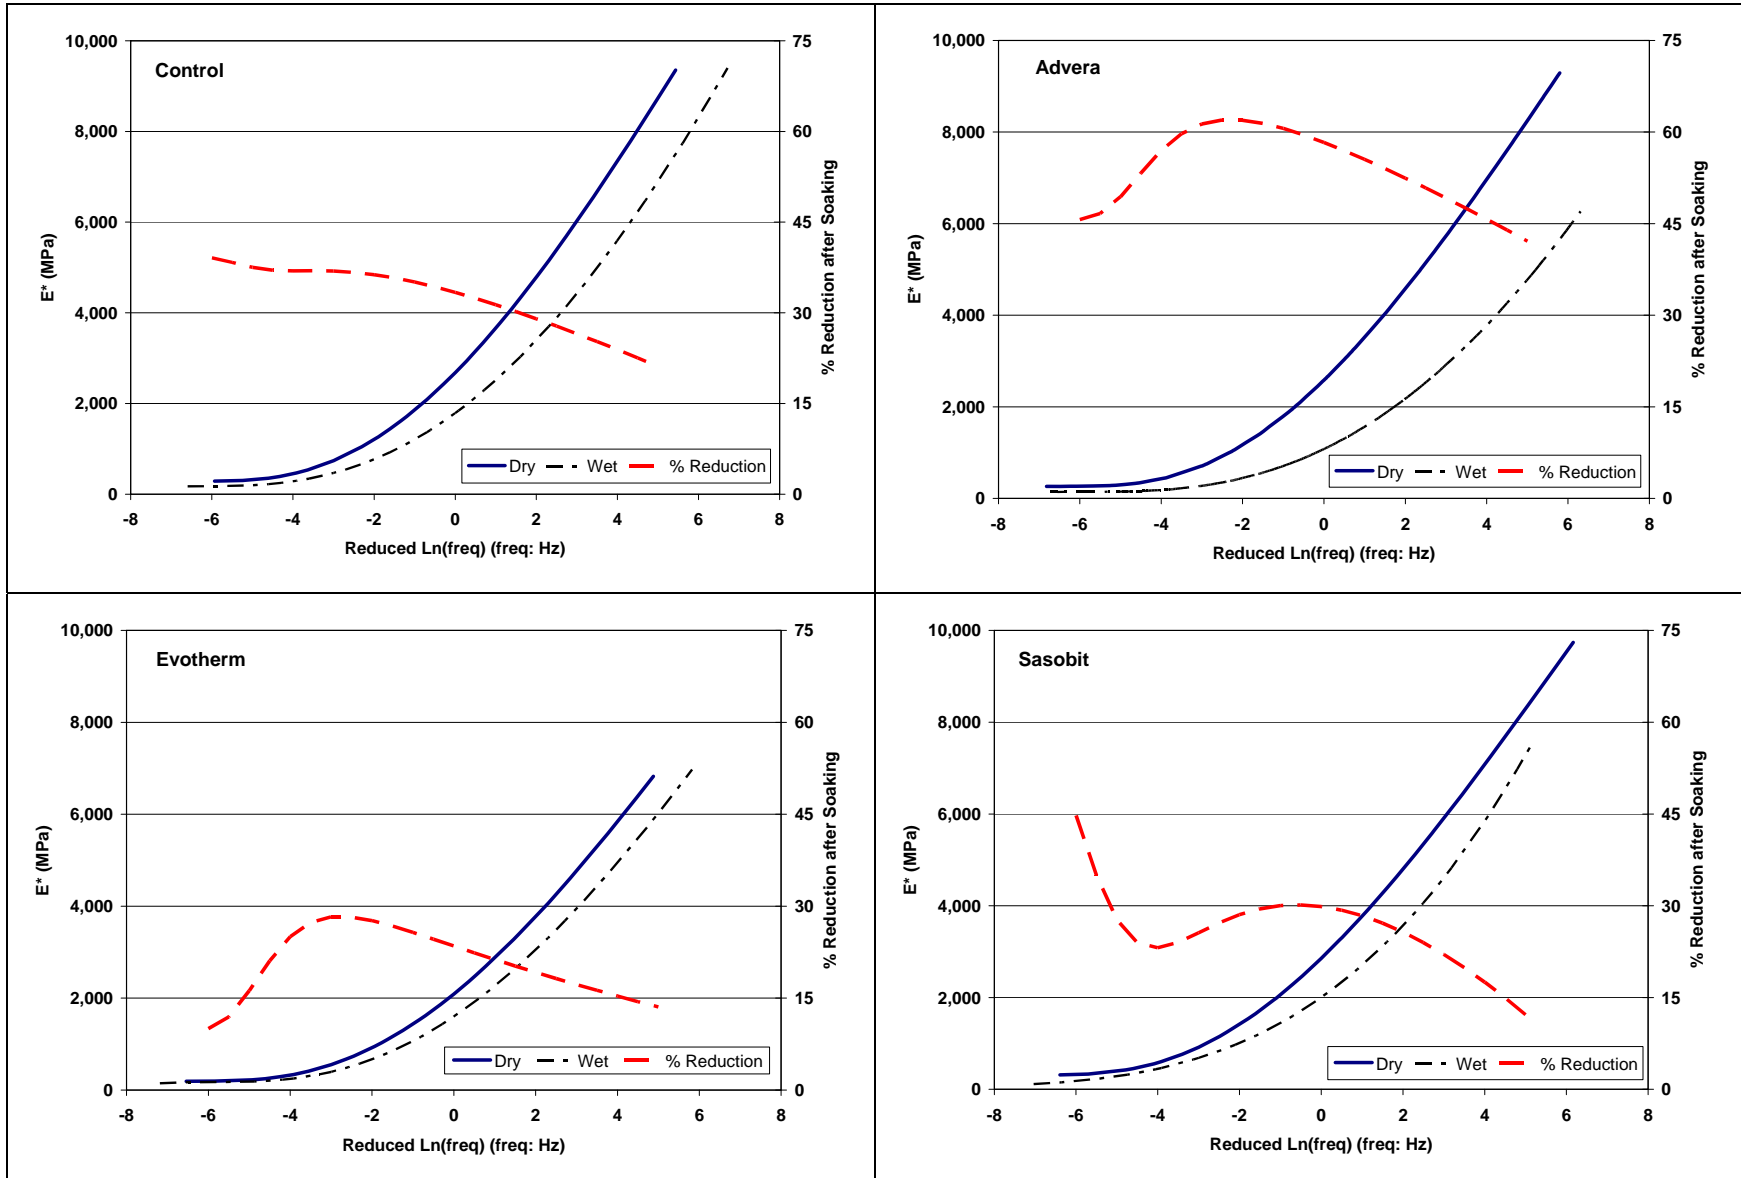 Control
10,000
8,000
6,000
4,000
2,000
0
E* (MPa)
75
60
45
30
15
0
% Reduction after Soaking
Dry Wet % Reduction
-8 -6 -4 -2 0 2 4 6 8
Reduced Ln(freq) (freq: Hz)
Advera
10,000
8,000
6,000
4,000
2,000
0
E* (MPa)
75
60
45
30
15
0
% Reduction after Soaking
Dry Wet % Reduction
-8 -6 -4 -2 0 2 4 6 8
Reduced Ln(freq) (freq: Hz)
Evotherm
10,000
8,000
6,000
4,000
2,000
0
E* (MPa)
75
60
45
30
15
0
% Reduction after Soaking
Dry Wet % Reduction
-8 -6 -4 -2 0 2 4 6 8
Reduced Ln(freq) (freq: Hz)
Sasobit
10,000
8,000
6,000
4,000
2,000
0
E* (MPa)
75
60
45
30
15
0
% Reduction after Soaking
Dry Wet % Reduction
-8 -6 -4 -2 0 2 4 6 8
Reduced Ln(freq) (freq: Hz)